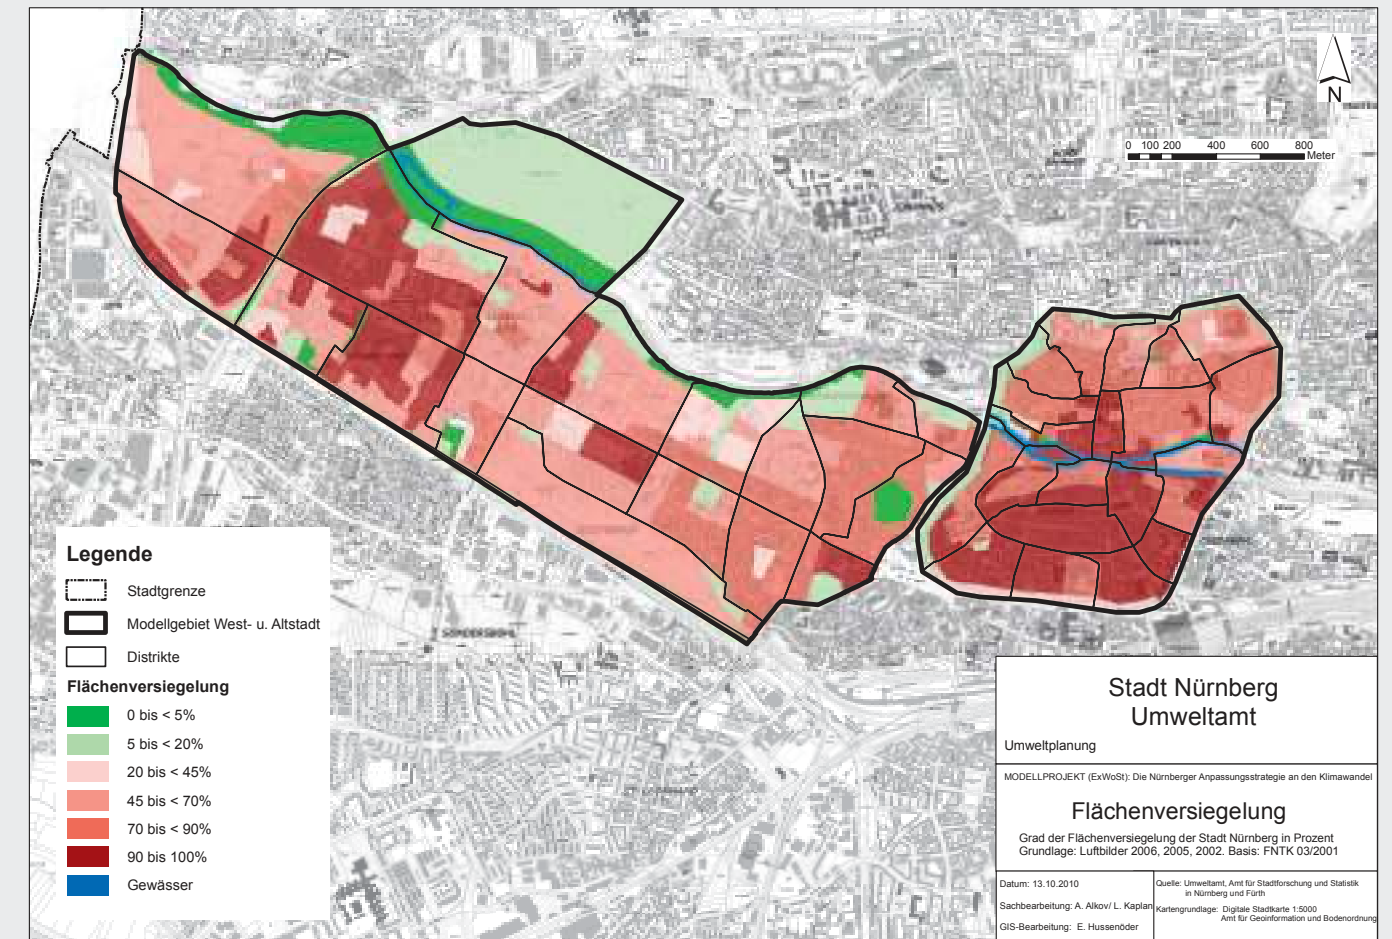 N
0 100 200 400 600 800
Meter
Legende
Stadtgrenze
Modellgebiet West- u. Altstadt
Distrikte
Flächenversiegelung
0 bis < 5%
5 bis < 20%
20 bis < 45%
45 bis < 70%
70 bis < 90%
90 bis 100%
Gewässer
Stadt Nürnberg
Umweltamt
Umweltplanung
MODELLPROJEKT (ExWoSt): Die Nürnberger Anpassungsstrategie an den Klimawandel
Flächenversiegelung
Grad der Flächenversiegelung der Stadt Nürnberg in Prozent
Grundlage: Luftbilder 2006, 2005, 2002. Basis: FNTK 03/2001
Datum: 13.10.2010
Sachbearbeitung: A. Alkov/ L. Kaplan
GIS-Bearbeitung: E. Hussenöder
Quelle: Umweltamt, Amt für Stadtforschung und Statistik
in Nürnberg und Fürth
Kartengrundlage: Digitale Stadtkarte 1:5000
Amt für Geoinformation und Bodenordnung